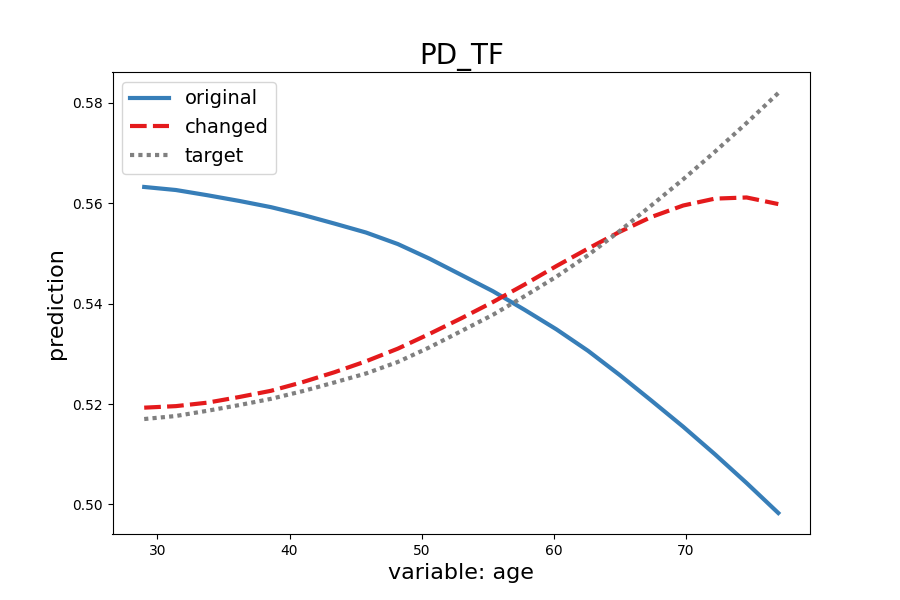 PD_TF
original
changed
target
0.58
0.56
0.54
0.52
0.50
prediction
30 40 50 60 70
variable: age